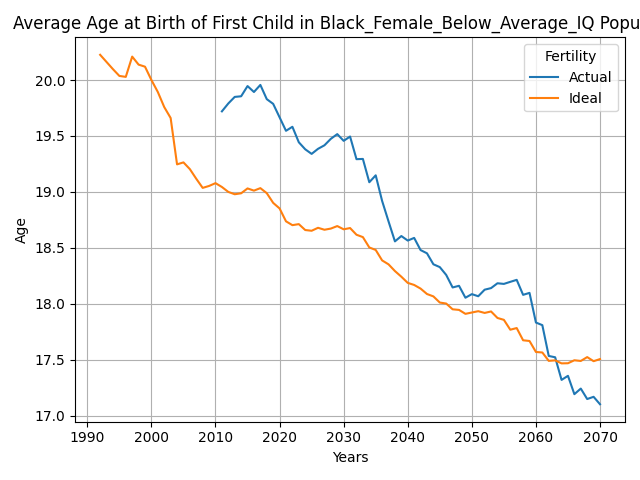 Average Age at Birth of First Child in Black_Female_Below_Average_IQ Popu
Fertility
Actual
Ideal
20.0
19.5
19.0
18.5
18.0
17.5
17.0
Age
1990 2000 2010 2020 2030 2040 2050 2060 2070
Years